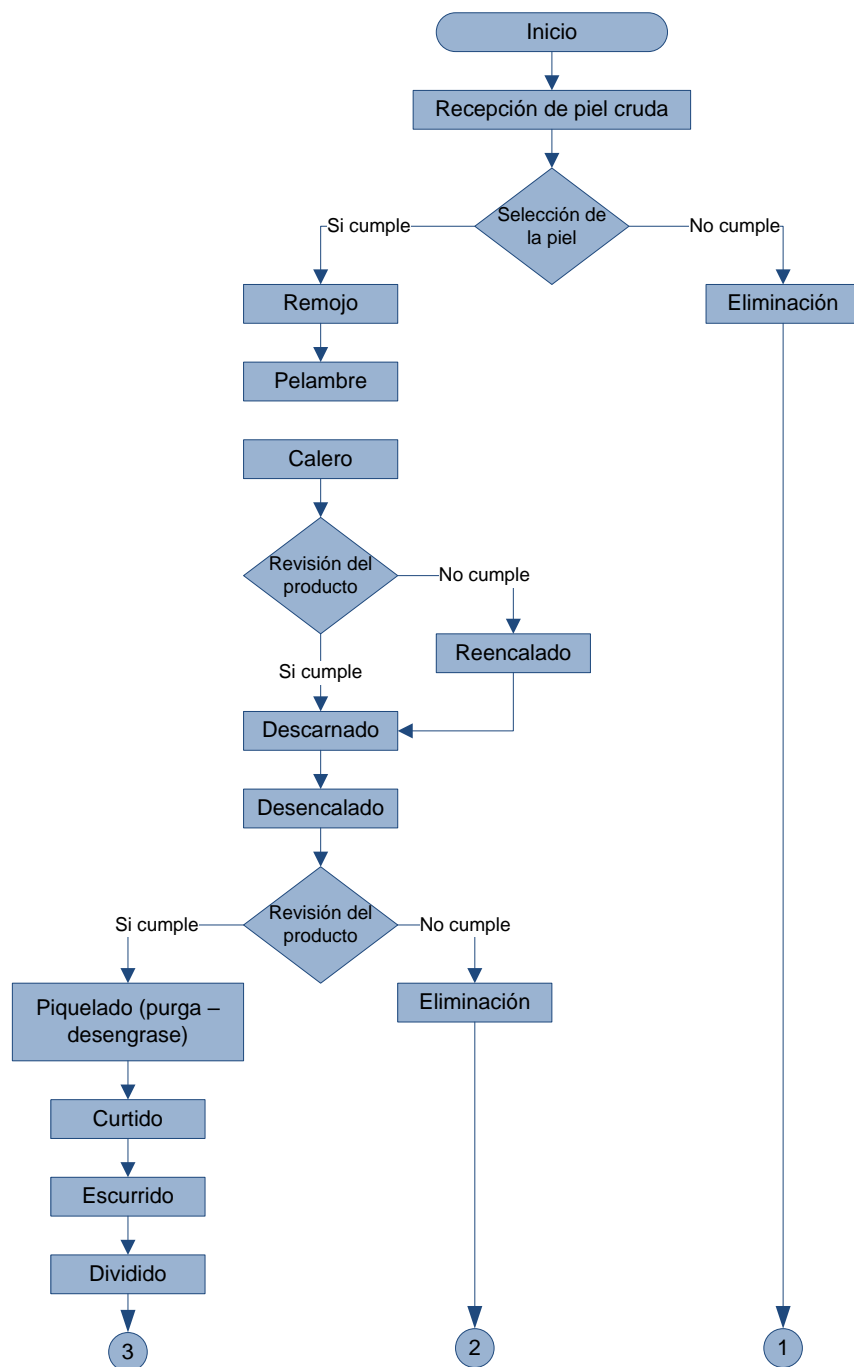 Inicio
Recepción de piel cruda
Selección de
la piel
Si cumple
No cumple
Remojo
Eliminación
Pelambre
Calero
Revisión del
producto
No cumple
Reencalado
Si cumple
Descarnado
Desencalado
Revisión del
producto
Si cumple
No cumple
Piquelado (purga –
desengrase)
Eliminación
Curtido
Escurrido
Dividido
3
2
1